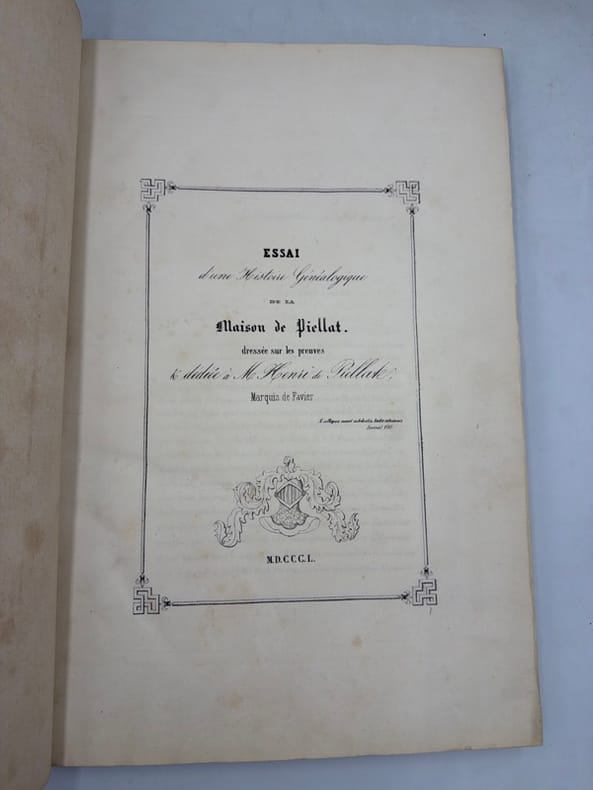 ESSAI
d'une Histoire Généalogique
DE LA
Maison de Piellat.
dressée sur les preuves
& dédiée à M. Henri de Piellat,
Marquis de Favier
M.D.CCC.L.